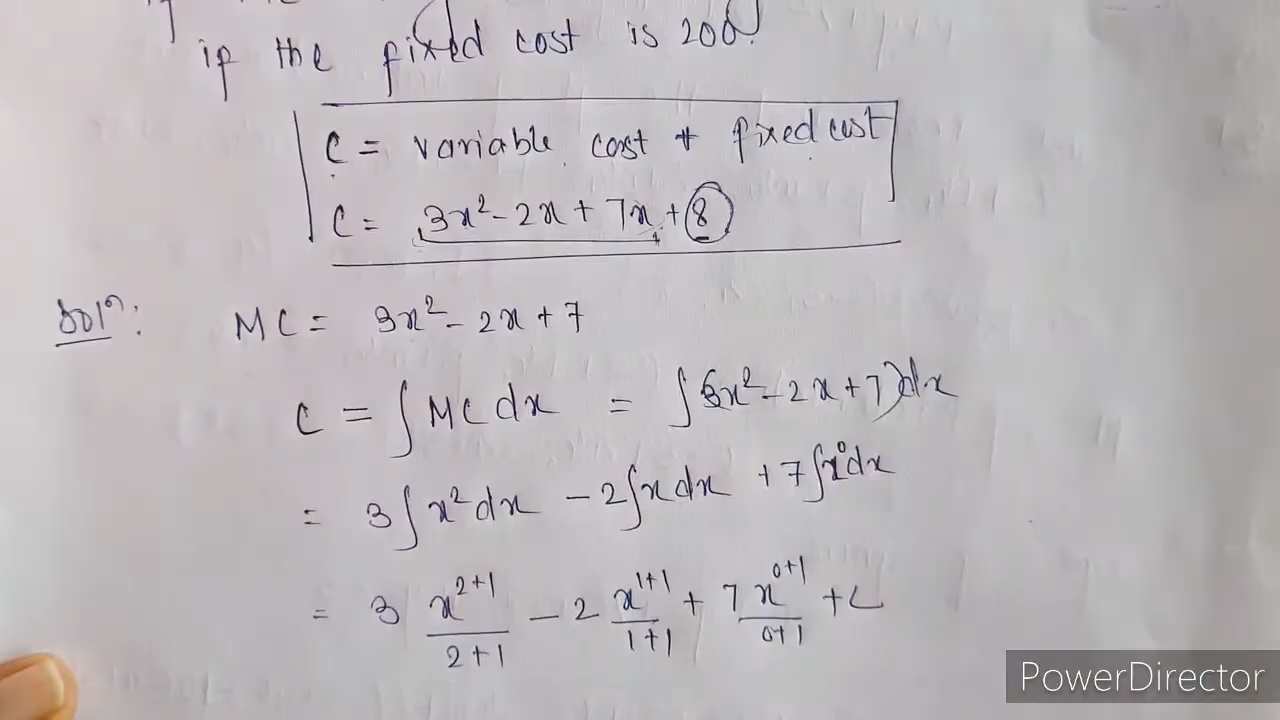 if the fixed cost is 200.
C = variable cost + fixed cost
C = 3x² - 2x + 7x + 8
Solⁿ: MC = 3x² - 2x + 7
C = ∫MC dx = ∫(3x² - 2x + 7)dx
= 3∫x² dx - 2∫x dx + 7∫x⁰dx
= 3 x^(2+1)/(2+1) - 2 x^(1+1)/(1+1) + 7x^(0+1)/(0+1) + C
PowerDirector